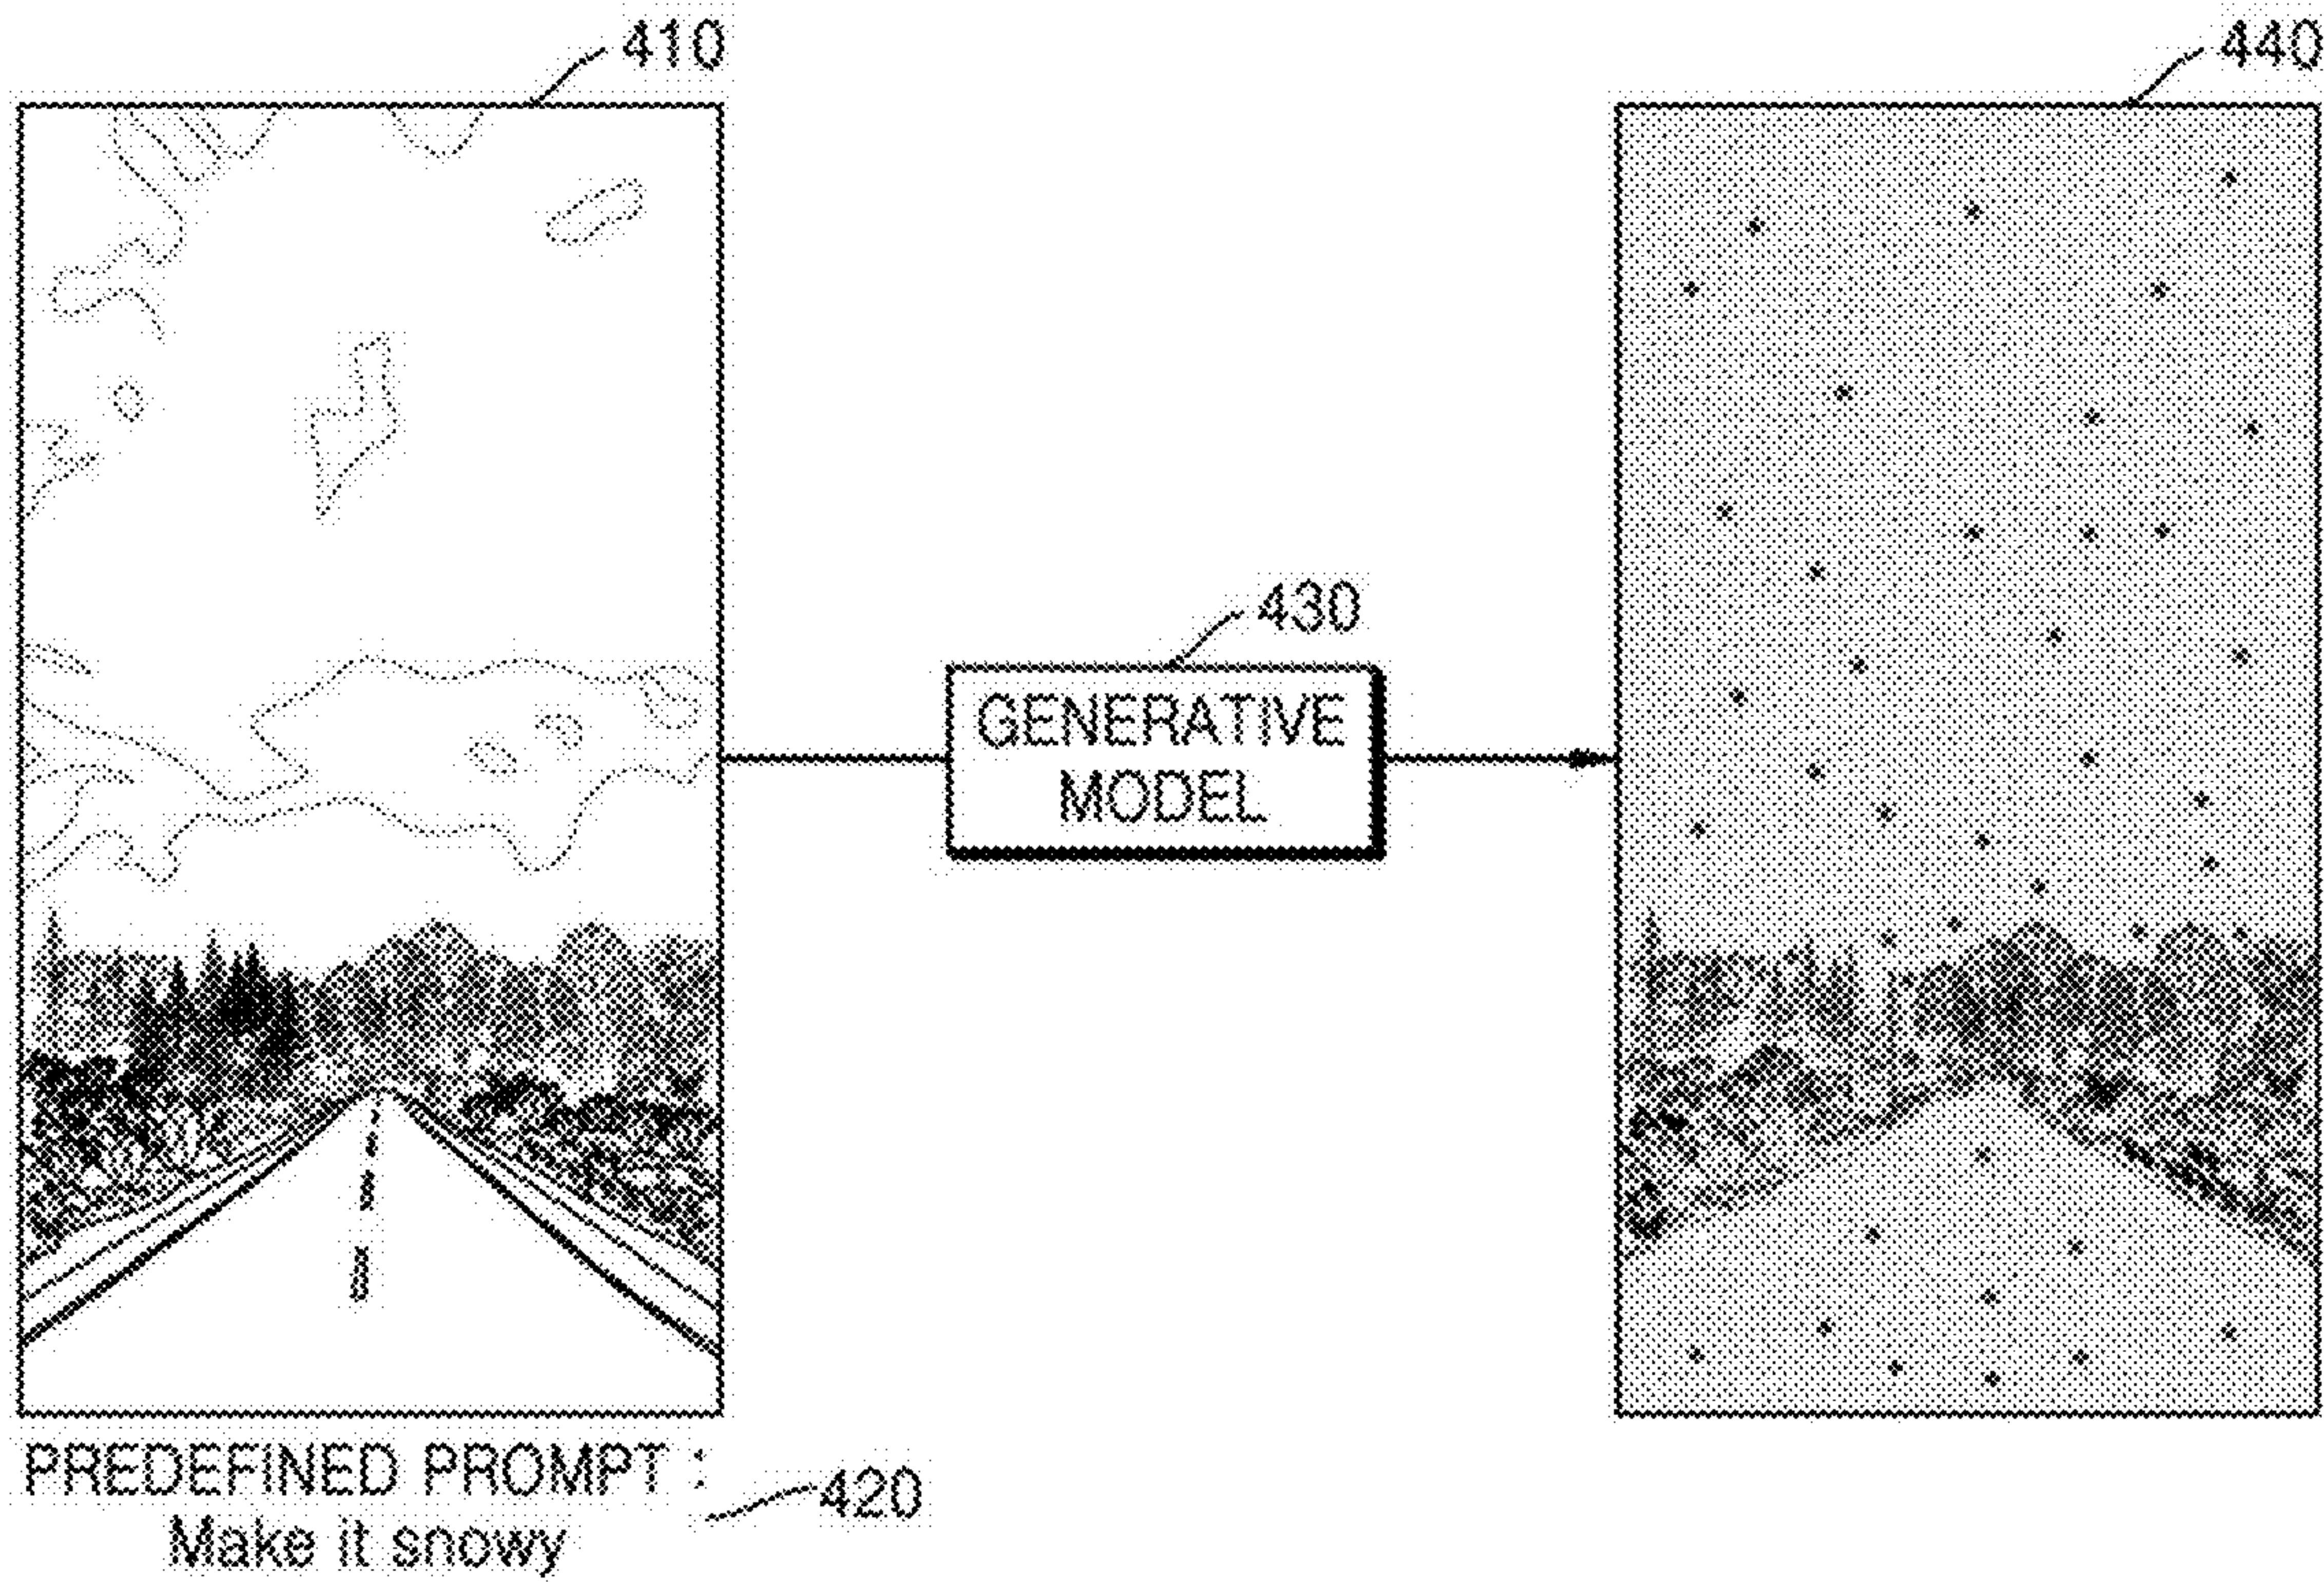 410
440
430
GENERATIVE
MODEL
PREDEFINED PROMPT :
420
Make it snowy